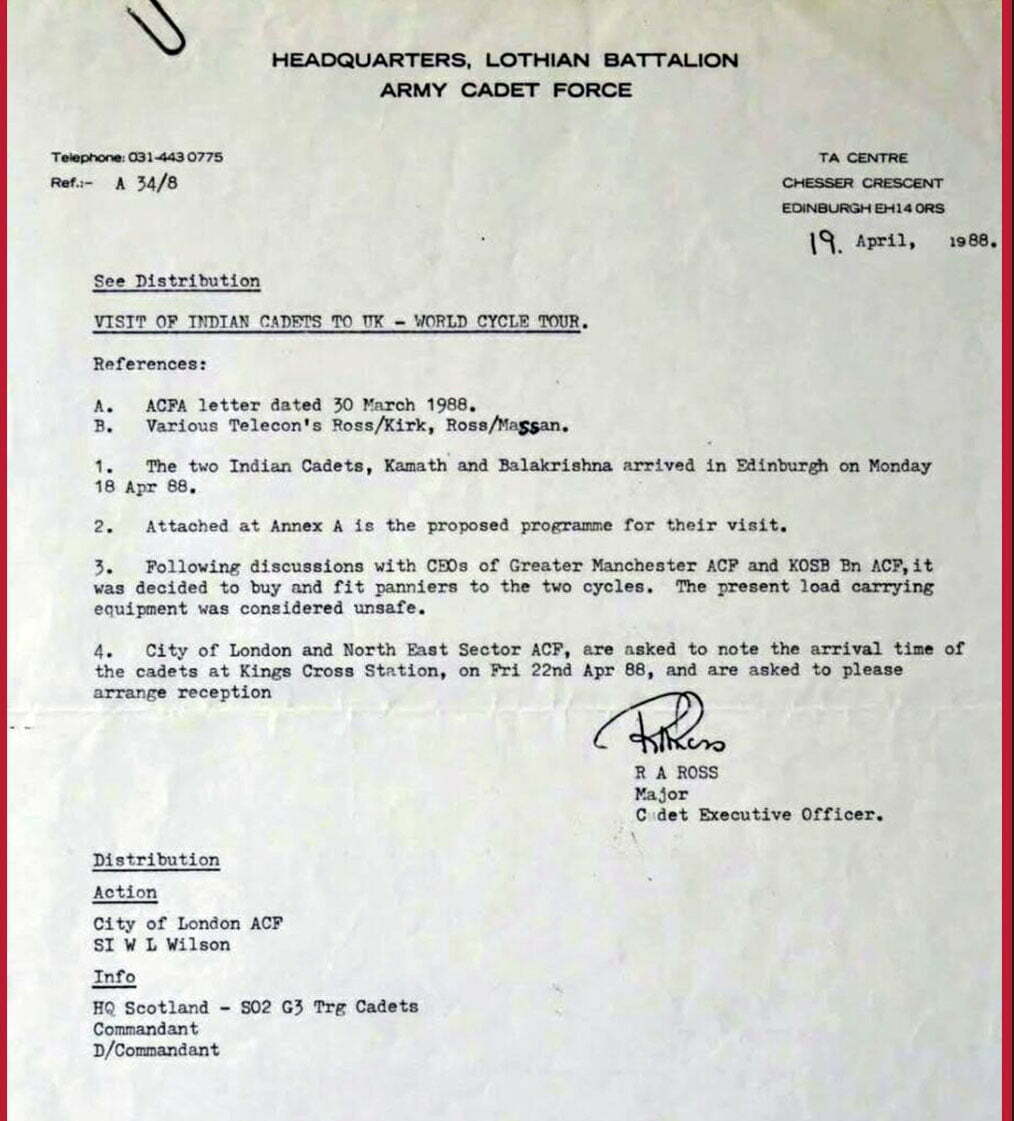 HEADQUARTERS, LOTHIAN BATTALION
ARMY CADET FORCE
Telephone: 031-443 0775
Ref.:- A 34/8
TA CENTRE
CHESSER CRESCENT
EDINBURGH EH14 0RS
19. April, 1988.
See Distribution
VISIT OF INDIAN CADETS TO UK - WORLD CYCLE TOUR.
References:
A. ACFA letter dated 30 March 1988.
B. Various Telecon's Ross/Kirk, Ross/Massan.
1. The two Indian Cadets, Kamath and Balakrishna arrived in Edinburgh on Monday
18 Apr 88.
2. Attached at Annex A is the proposed programme for their visit.
3. Following discussions with CEOs of Greater Manchester ACF and KOSB Bn ACF, it
was decided to buy and fit panniers to the two cycles. The present load carrying
equipment was considered unsafe.
4. City of London and North East Sector ACF, are asked to note the arrival time of
the cadets at Kings Cross Station, on Fri 22nd Apr 88, and are asked to please
arrange reception
RARoss
R A ROSS
Major
Cadet Executive Officer.
Distribution
Action
City of London ACF
SI W L Wilson
Info
HQ Scotland - SO2 G3 Trg Cadets
Commandant
D/Commandant